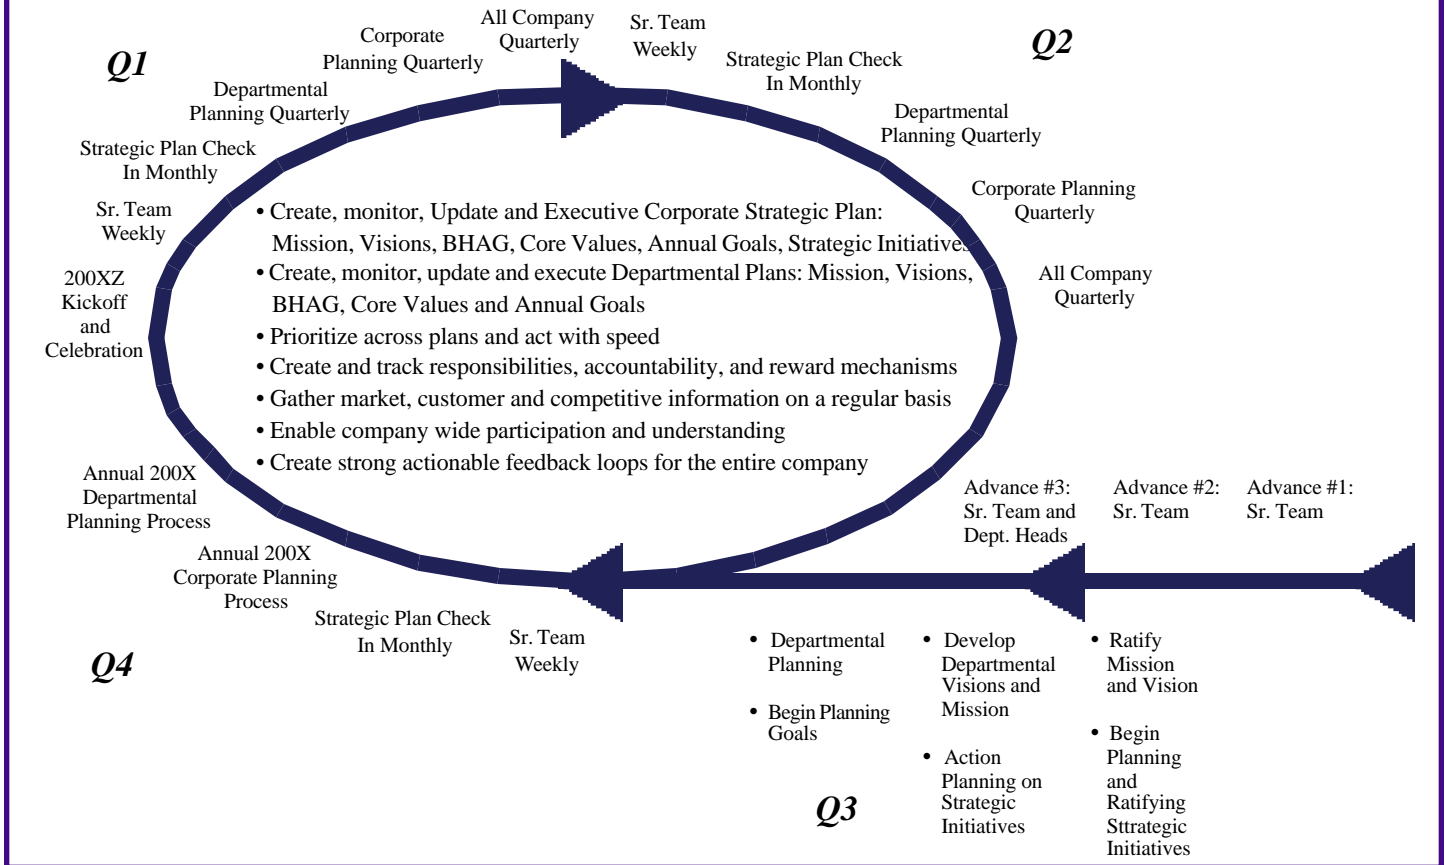 Q1
200XZ
Kickoff
and
Celebration
Sr. Team
Weekly
Strategic Plan Check
In Monthly
Departmental
Planning Quarterly
Corporate
Planning Quarterly
All Company
Quarterly
Q2
Sr. Team
Weekly
Strategic Plan Check
In Monthly
Departmental
Planning Quarterly
Corporate Planning
Quarterly
All Company
Quarterly
• Create, monitor, Update and Executive Corporate Strategic Plan:
Mission, Visions, BHAG, Core Values, Annual Goals, Strategic Initiatives
• Create, monitor, update and execute Departmental Plans: Mission, Visions,
BHAG, Core Values and Annual Goals
• Prioritize across plans and act with speed
• Create and track responsibilities, accountability, and reward mechanisms
• Gather market, customer and competitive information on a regular basis
• Enable company wide participation and understanding
• Create strong actionable feedback loops for the entire company
Advance #3:
Sr. Team and
Dept. Heads
Advance #2:
Sr. Team
Advance #1:
Sr. Team
• Departmental
Planning
• Begin Planning
Goals
• Develop
Departmental
Visions and
Mission
• Action
Planning on
Strategic
Initiatives
• Ratify
Mission
and Vision
• Begin
Planning
and
Ratifying
Sttrategic
Initiatives
Q3
Annual 200X
Departmental
Planning Process
Annual 200X
Corporate Planning
Process
Strategic Plan Check
In Monthly
Sr. Team
Weekly
Q4